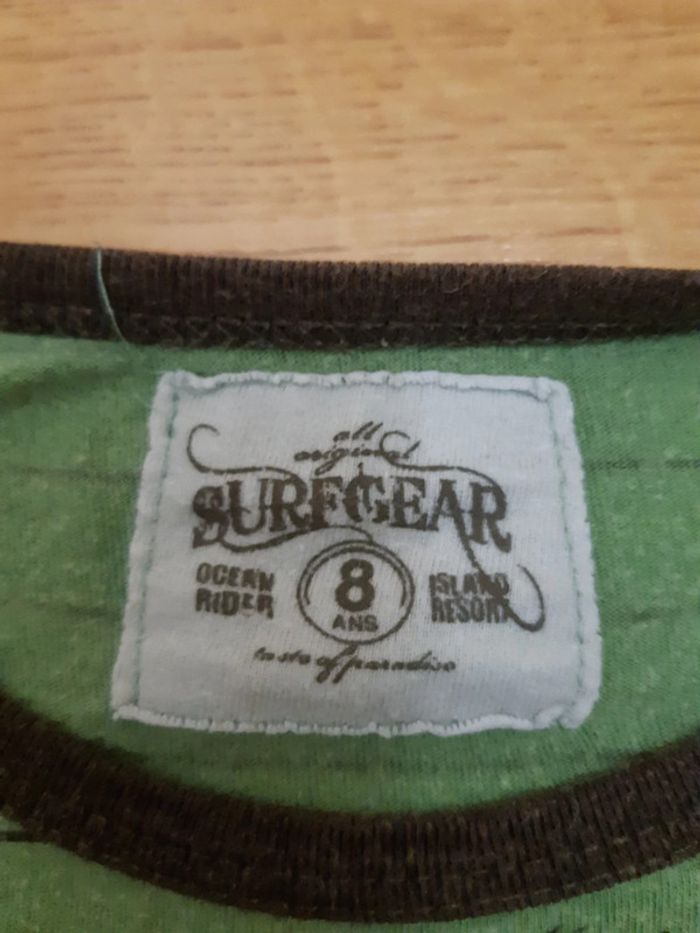 all
original
SURFGEAR
OCEAN
RIDER
8
ANS
ISLAND
RESORT
taste of paradise